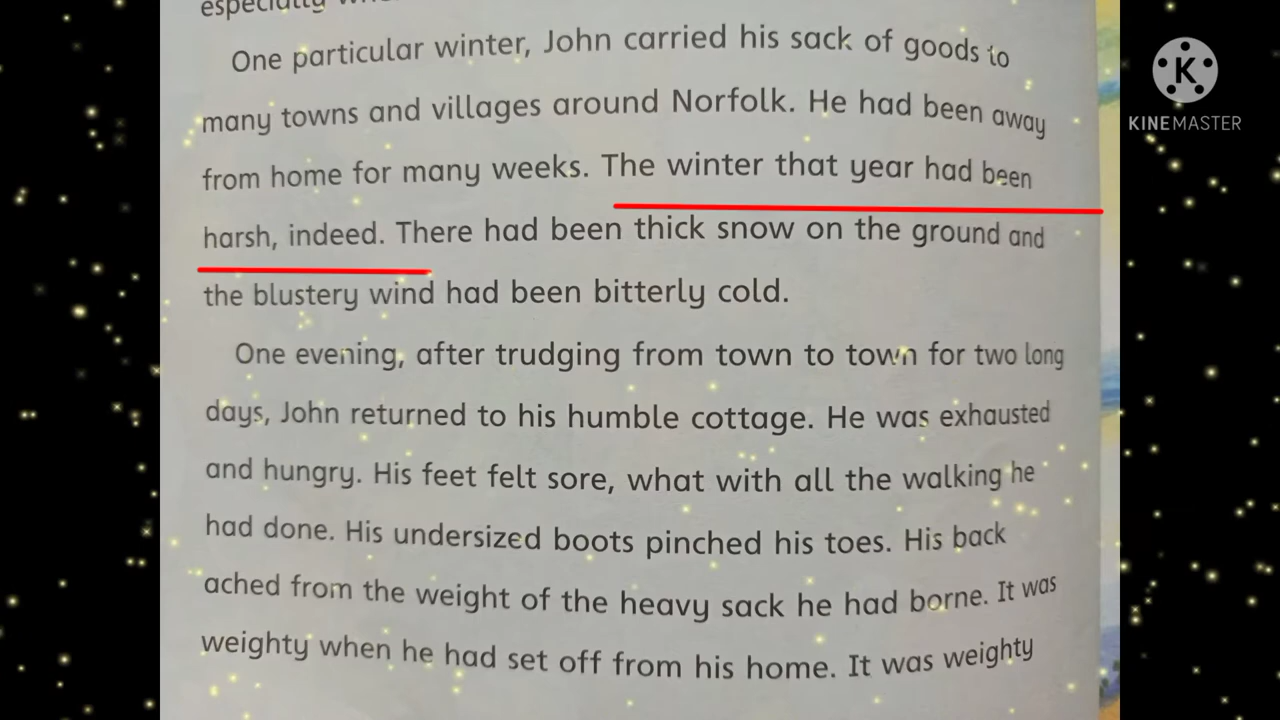 especially
One particular winter, John carried his sack of goods to
many towns and villages around Norfolk. He had been away
from home for many weeks. The winter that year had been
harsh, indeed. There had been thick snow on the ground and
the blustery wind had been bitterly cold.
One evening, after trudging from town to town for two long
days, John returned to his humble cottage. He was exhausted
and hungry. His feet felt sore, what with all the walking he
had done. His undersized boots pinched his toes. His back
ached from the weight of the heavy sack he had borne. It was
weighty when he had set off from his home. It was weighty
K
KINEMASTER